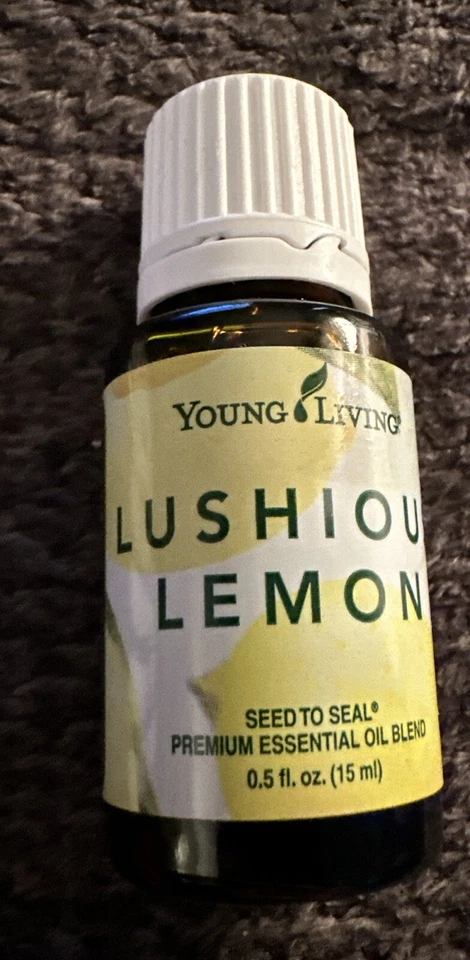 YOUNG LIVING®
LUSHIOU
LEMON
SEED TO SEAL®
PREMIUM ESSENTIAL OIL BLEND
0.5 fl. oz. (15 ml)